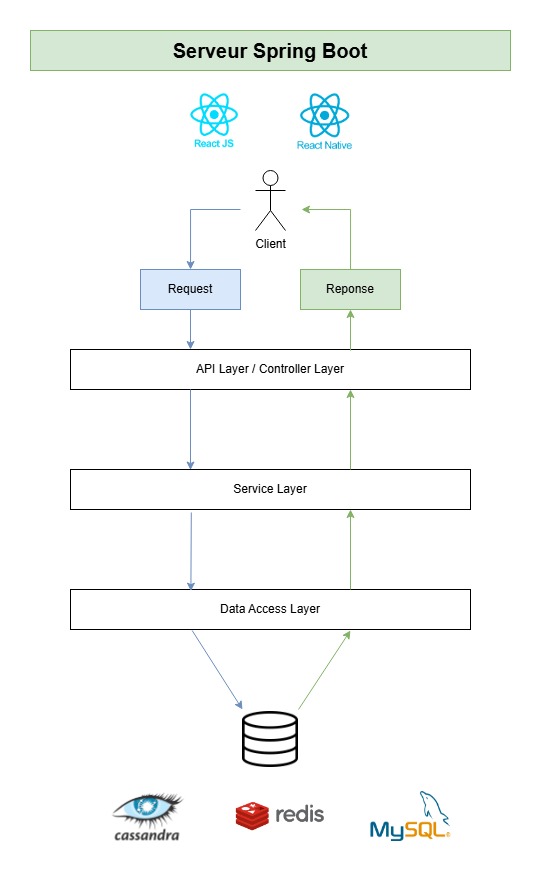 Serveur Spring Boot
React JS
React Native
Client
Request
Reponse
API Layer / Controller Layer
Service Layer
Data Access Layer
cassandra
redis
MySQL®